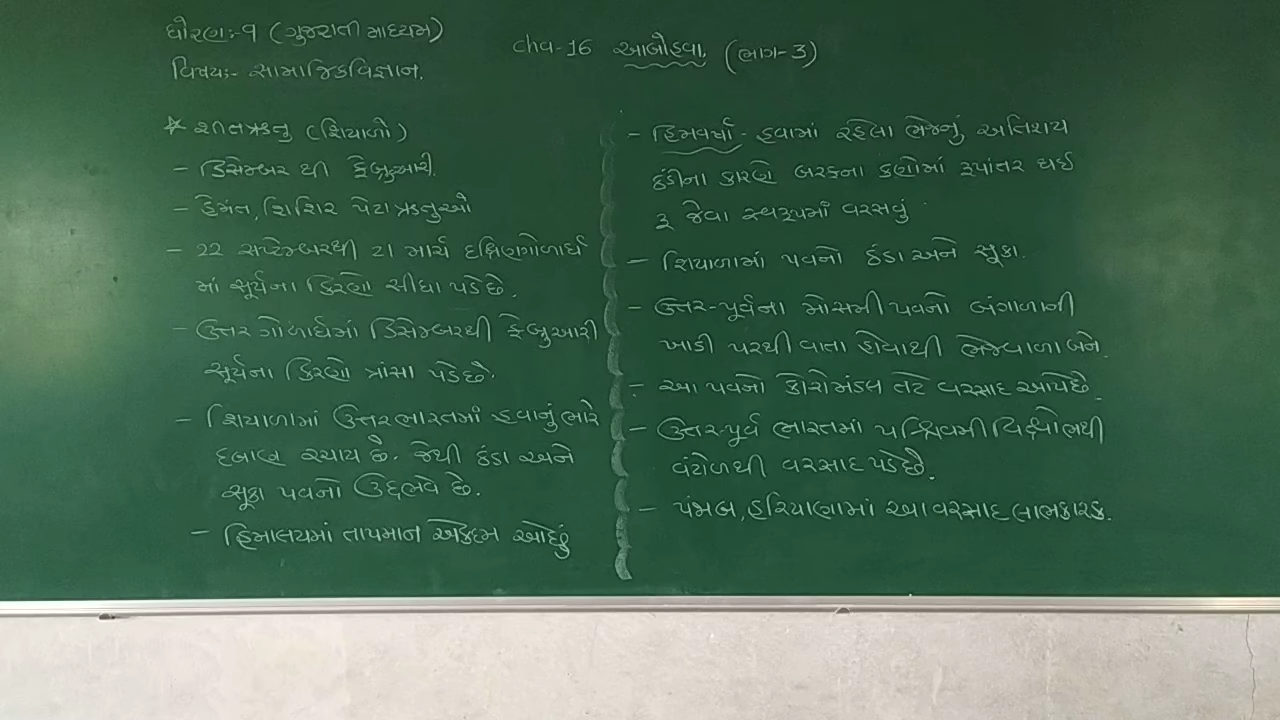 ધોરણઃ-૧ (ગુજરાતી માધ્યમ)
વિષયઃ- સામાજિકવિજ્ઞાન.
ch૦-16 આબોહવા. (ભાગ-3)
* શીતઋતુ (શિયાળો)
- ડિસેમ્બર થી ફેબ્રુઆરી.
- હેમંત, શિશિર પેટાઋતુઓ
- 22 સપ્ટેમ્બરથી 21 માર્ચ દક્ષિણગોળાર્ધ
માં સૂર્યના કિરણો સીધા પડે છે.
- ઉત્તર ગોળાર્ધમાં ડિસેમ્બરથી ફેબ્રુઆરી
સૂર્યના કિરણો ત્રાંસા પડે છે.
- શિયાળામાં ઉત્તર ભારતમાં હવાનું ભારે
દબાણ રચાય છે. જેથી ઠંડા અને
સૂકા પવનો ઉદ્દભવે છે.
- હિમાલયમાં તાપમાન એકદમ ઓછું
- હિમવર્ષા - હવામાં રહેલા ભેજનું અતિશય
ઠંડીના કારણે બરફના કણોમાં રૂપાંતર થઈ
રૂ જેવા સ્વરૂપમાં વરસવું.
- શિયાળામાં પવનો ઠંડા અને સૂકા.
- ઉત્તર-પૂર્વના મોસમી પવનો બંગાળાની
ખાડી પરથી વાતા હોવાથી ભેજવાળા બને.
- આ પવનો કોરોમંડલ તટે વરસાદ આપે છે.
- ઉત્તર-પૂર્વ ભારતમાં પશ્ચિમી વિક્ષોભથી
વંટોળથી વરસાદ પડે છે.
- પંજાબ, હરિયાણામાં આ વરસાદ લાભકારક.